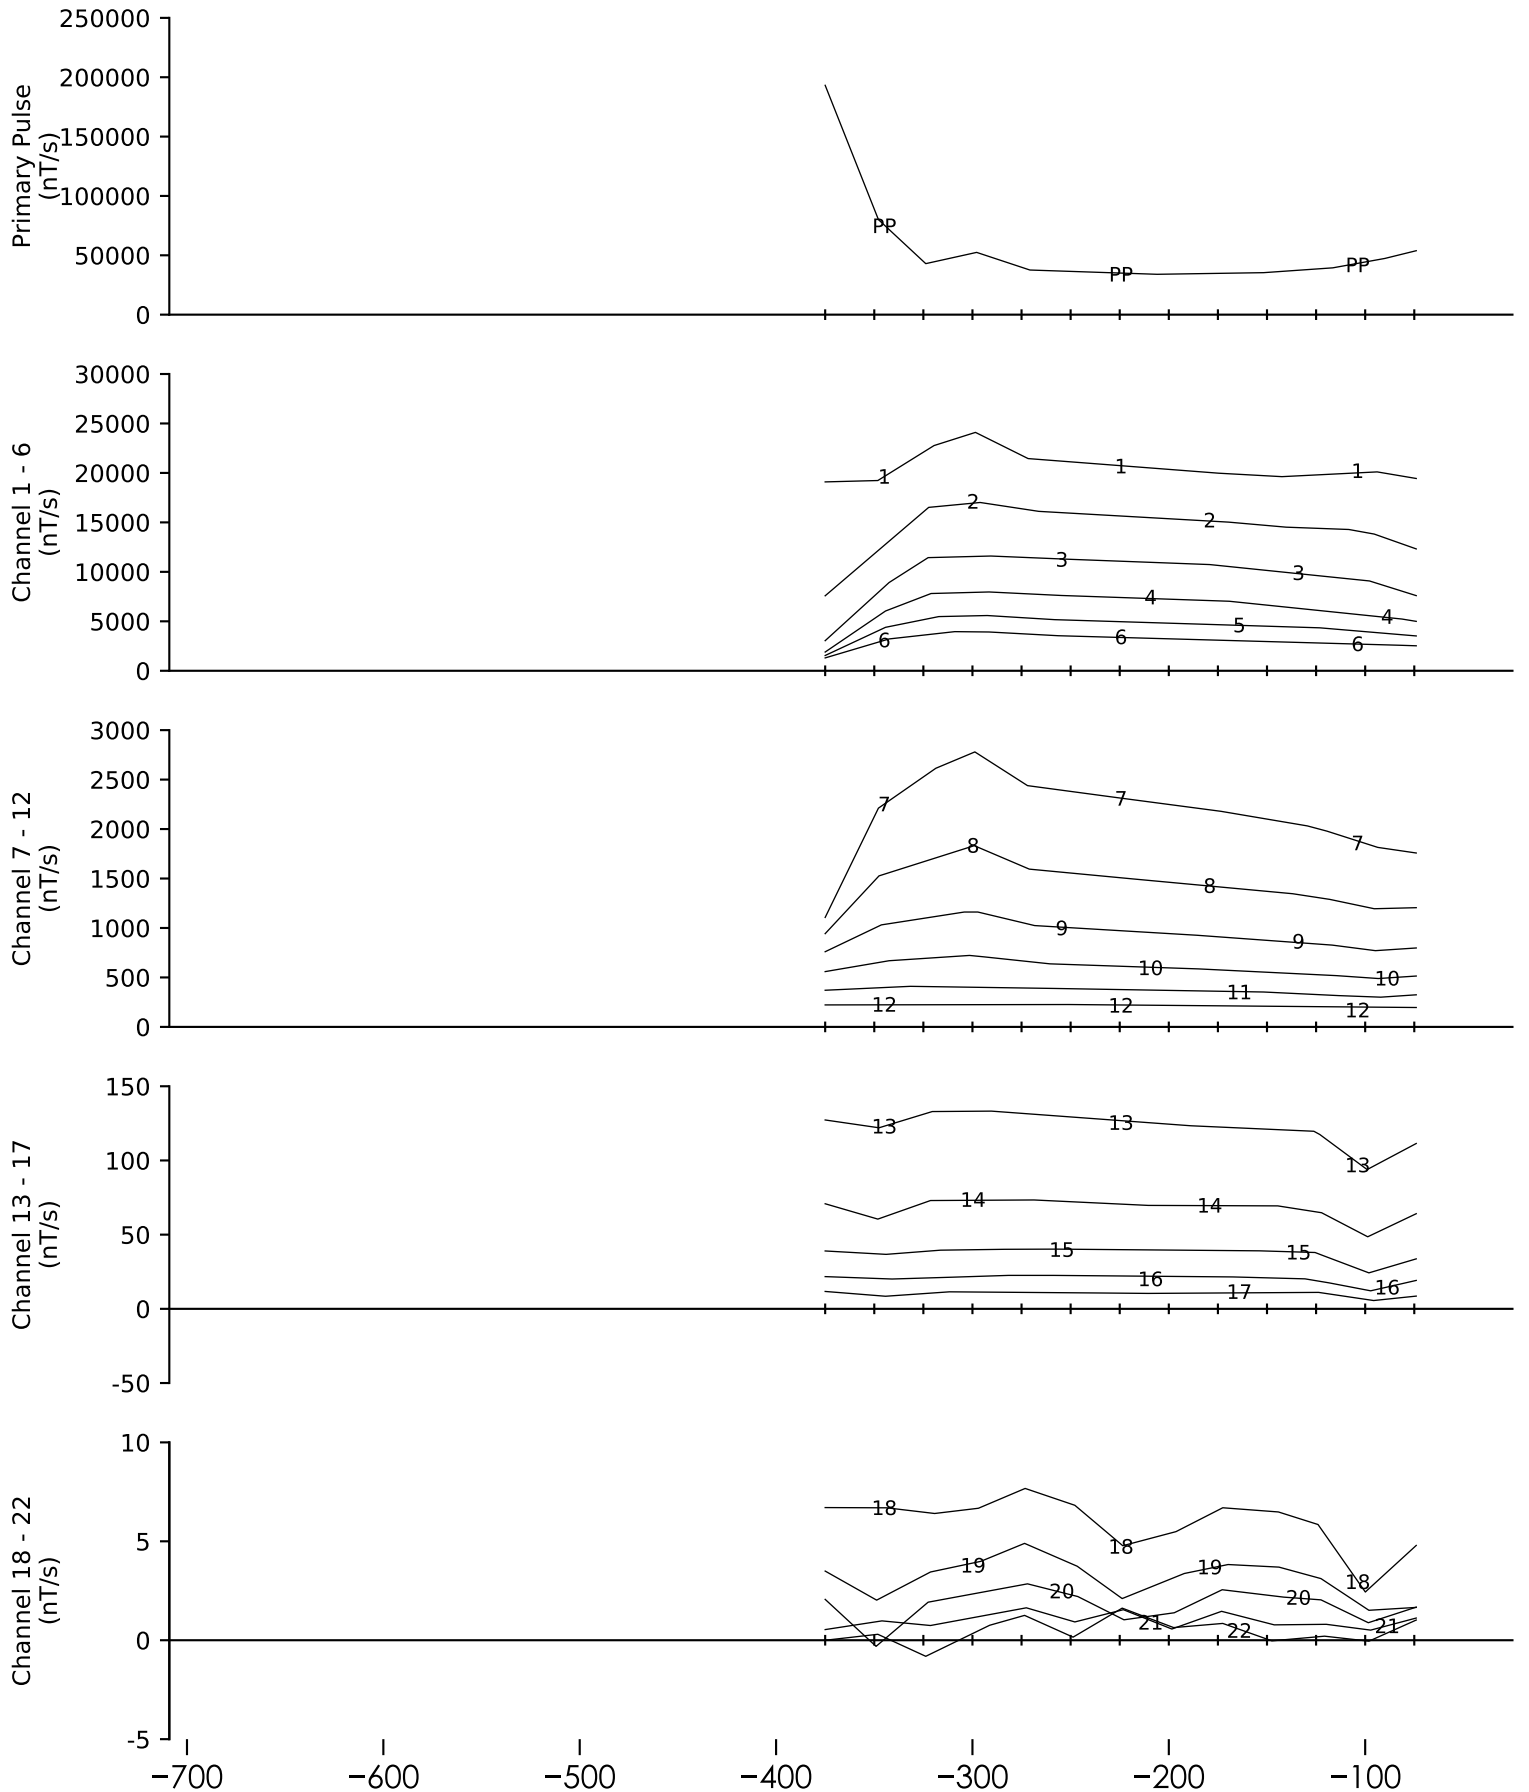 250000
200000
150000
100000
50000
0
Primary Pulse
(nT/s)
PP PP PP
30000
25000
20000
15000
10000
5000
0
Channel 1 - 6
(nT/s)
1 1 1
2 2
3 3
4 4
5
6 6 6
3000
2500
2000
1500
1000
500
0
Channel 7 - 12
(nT/s)
7 7 7
8 8
9 9
10 10
11
12 12 12
150
100
50
0
-50
Channel 13 - 17
(nT/s)
13 13 13
14 14
15 15
16 16
17
10
5
0
-5
Channel 18 - 22
(nT/s)
18 18 18
19 19
20 20
21 21
22
−700 −600 −500 −400 −300 −200 −100